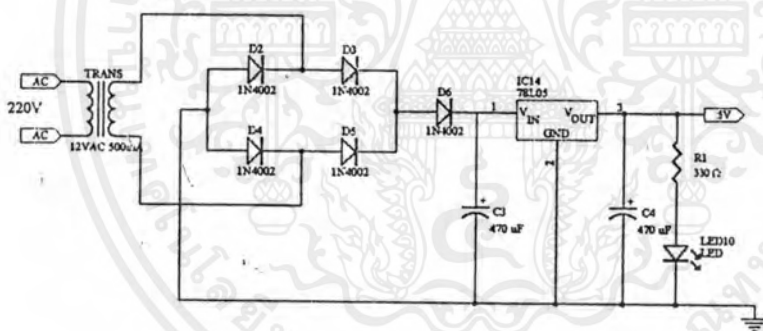 D2
D3
1N4002
1N4002
TRANS
AC
220V
AC
12VAC 500mA
D4
D5
1N4002
1N4002
D6
1N4002
IC14
78L05
1
VIN
VOUT
3
GND
2
5V
R1
330 Ω
C3
470 uF
C4
470 uF
LED10
LED